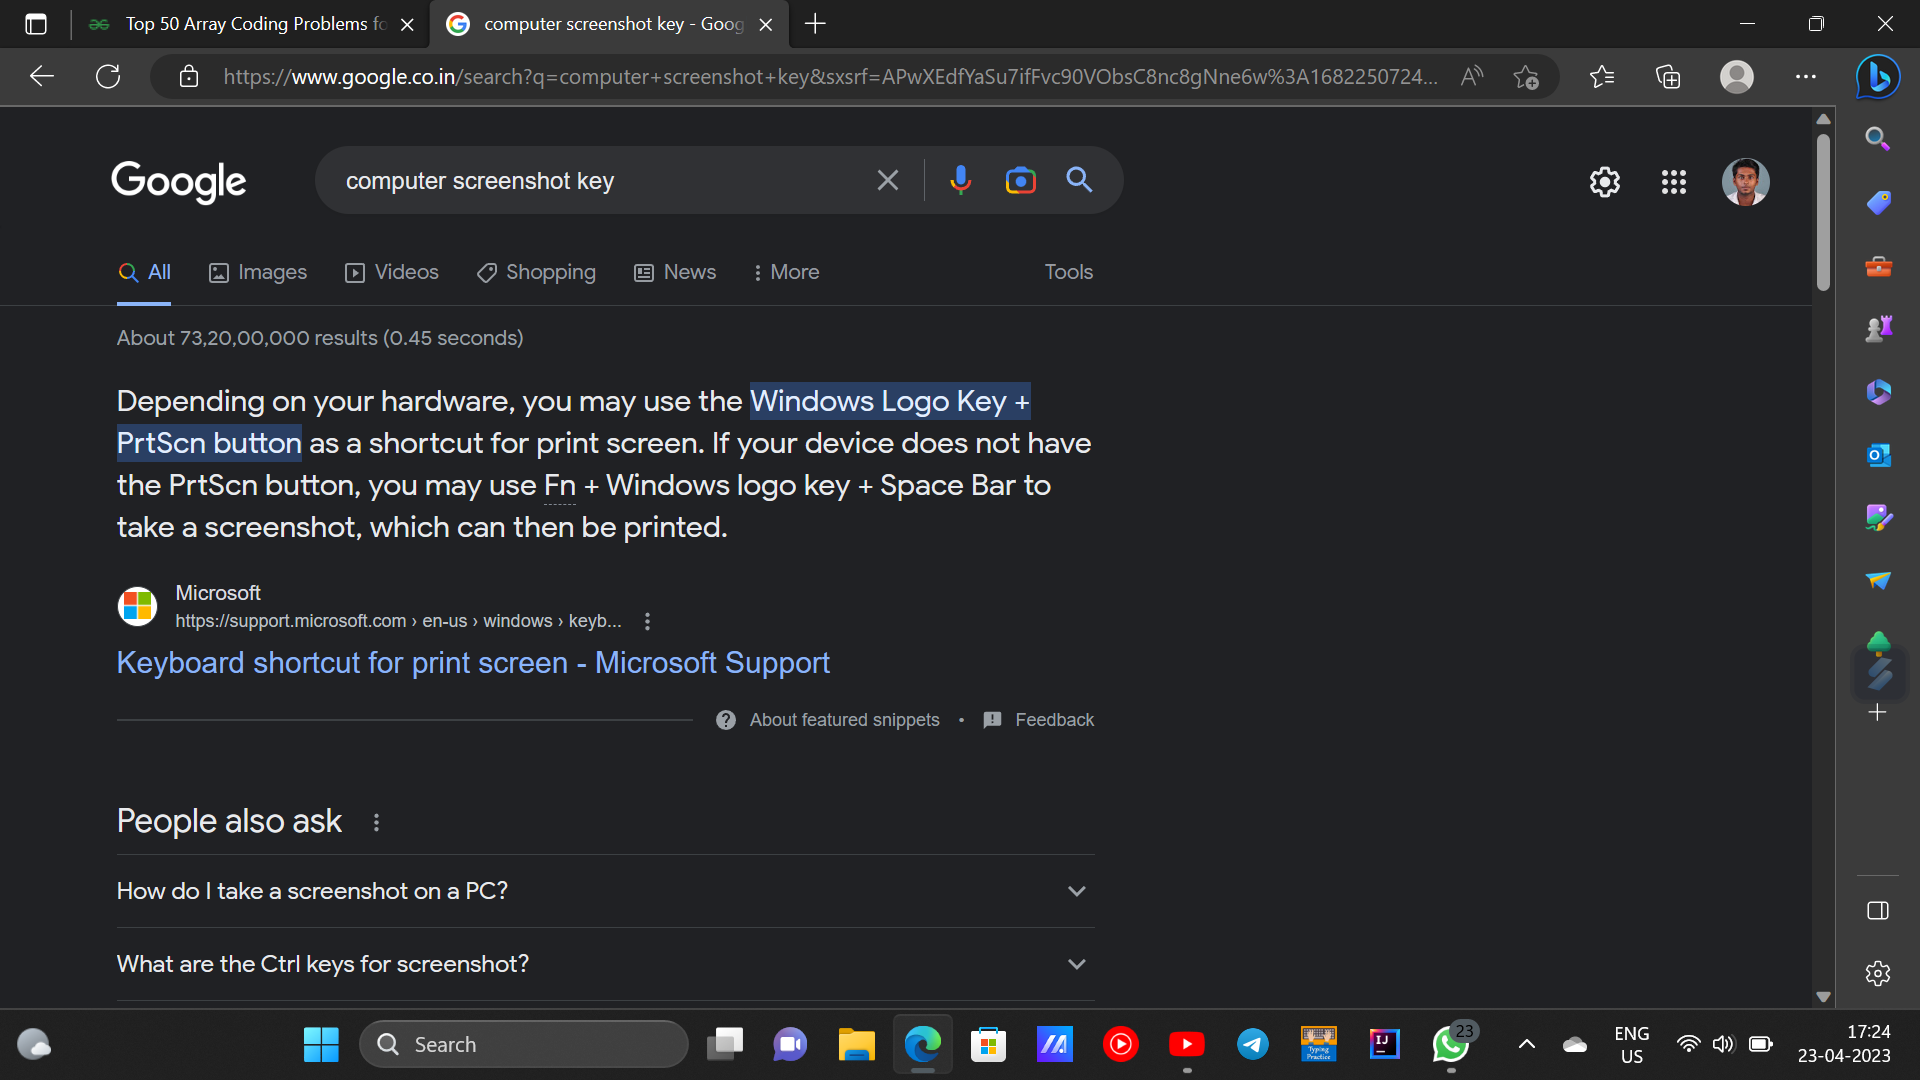 Top 50 Array Coding Problems fo
computer screenshot key - Goog
https://www.google.co.in/search?q=computer+screenshot+key&sxsrf=APwXEdfYaSu7ifFvc90VObsC8nc8gNne6w%3A1682250724...
Google
computer screenshot key
All
Images
Videos
Shopping
News
More
Tools
About 73,20,00,000 results (0.45 seconds)
Depending on your hardware, you may use the Windows Logo Key +
PrtScn button as a shortcut for print screen. If your device does not have
the PrtScn button, you may use Fn + Windows logo key + Space Bar to
take a screenshot, which can then be printed.
Microsoft
https://support.microsoft.com › en-us › windows › keyb...
Keyboard shortcut for print screen - Microsoft Support
About featured snippets • Feedback
People also ask
How do I take a screenshot on a PC?
What are the Ctrl keys for screenshot?
Search
Typing
Practice
IJ
23
ENG
US
17:24
23-04-2023